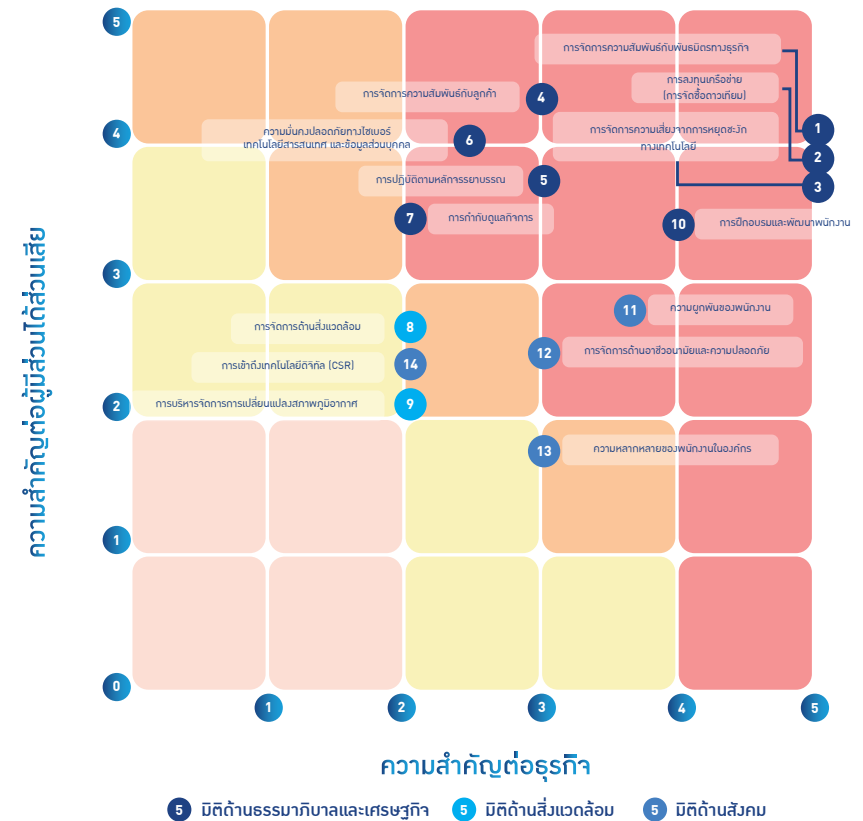 5
การจัดการความสัมพันธ์กับพันธมิตรทางธุรกิจ
การลงทุนเครือข่าย
(การจัดซื้อดาวเทียม)
การจัดการความสัมพันธ์กับลูกค้า
4
การจัดการความเสี่ยงจากการหยุดชะงัก
ทางเทคโนโลยี
1
2
3
4
ความมั่นคงปลอดภัยทางไซเบอร์
เทคโนโลยีสารสนเทศ และข้อมูลส่วนบุคคล
6
การปฏิบัติตามหลักจรรยาบรรณ
5
7
การกำกับดูแลกิจการ
10
การฝึกอบรมและพัฒนาพนักงาน
3
11
ความผูกพันของพนักงาน
การจัดการด้านสิ่งแวดล้อม
8
12
การจัดการด้านอาชีวอนามัยและความปลอดภัย
การเข้าถึงเทคโนโลยีดิจิทัล (CSR)
14
2
การบริหารจัดการการเปลี่ยนแปลงสภาพภูมิอากาศ
9
13
ความหลากหลายของพนักงานในองค์กร
1
0
1
2
3
4
5
ความสำคัญต่อผู้มีส่วนได้ส่วนเสีย
ความสำคัญต่อธุรกิจ
5 มิติด้านธรรมาภิบาลและเศรษฐกิจ
5 มิติด้านสิ่งแวดล้อม
5 มิติด้านสังคม